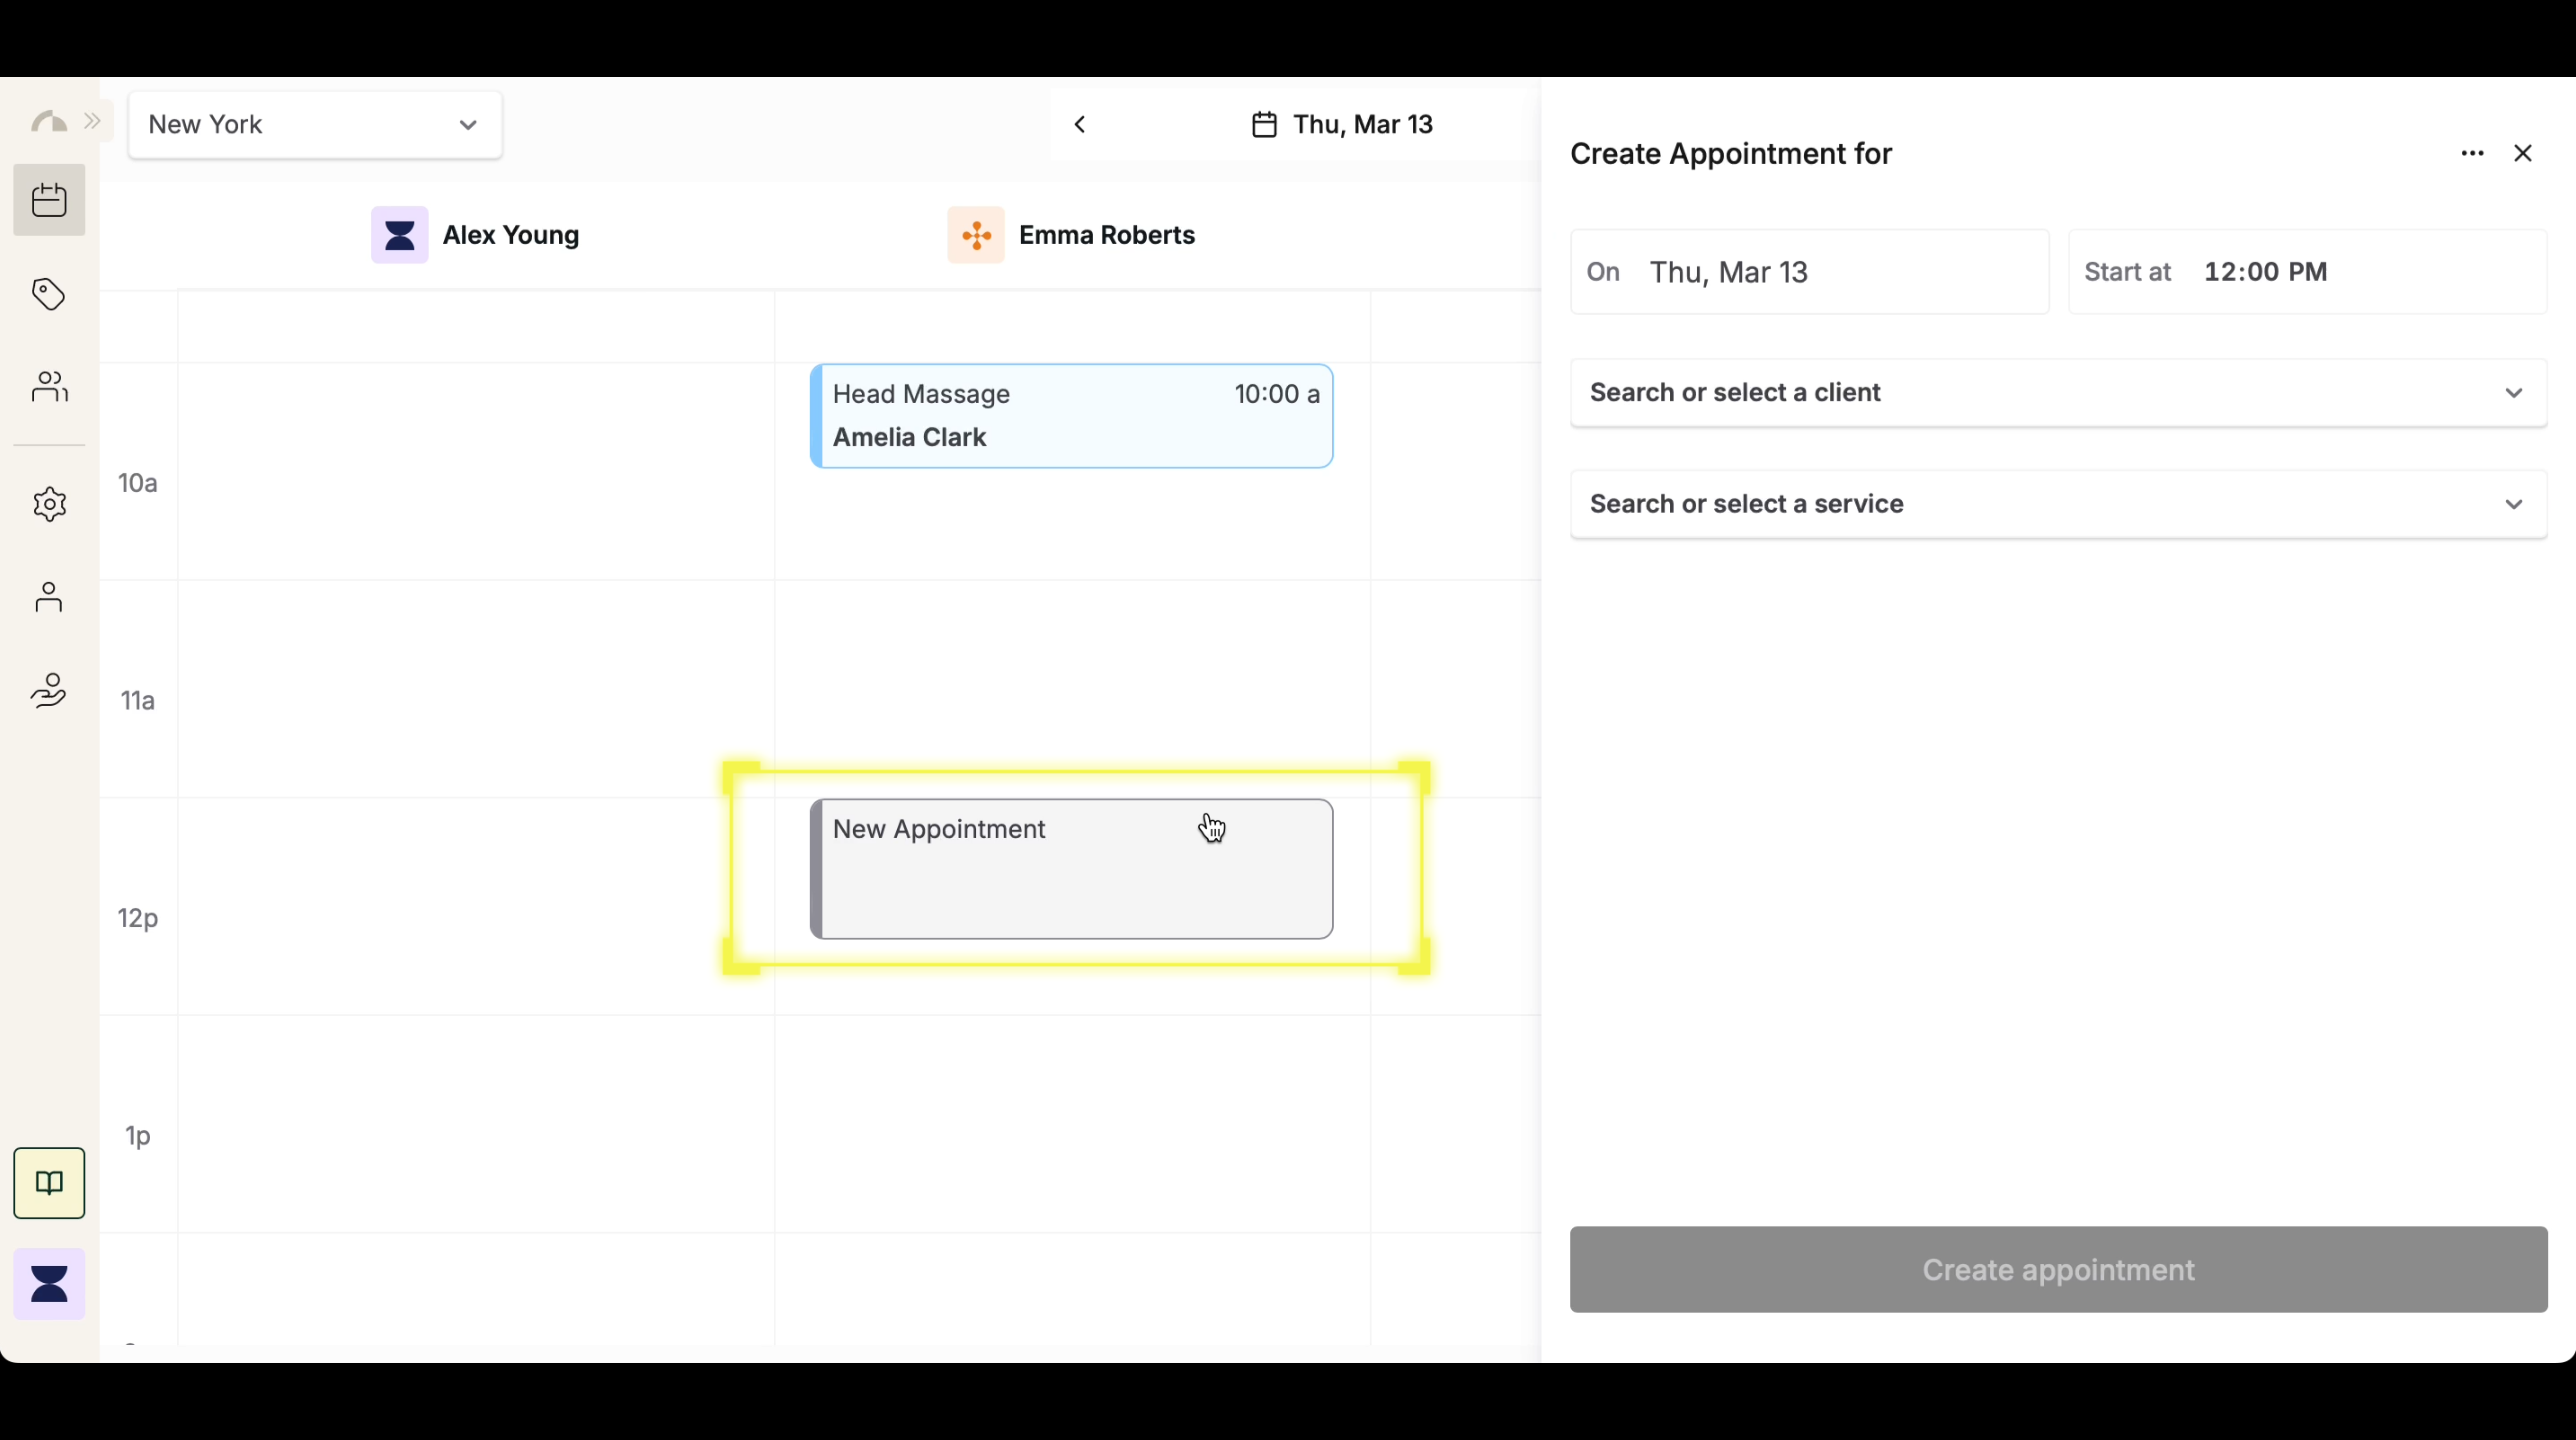 New York
Thu, Mar 13
Alex Young
Emma Roberts
10a
11a
12p
1p
Head Massage 10:00 a
Amelia Clark
New Appointment
Create Appointment for
On Thu, Mar 13
Start at 12:00 PM
Search or select a client
Search or select a service
Create appointment